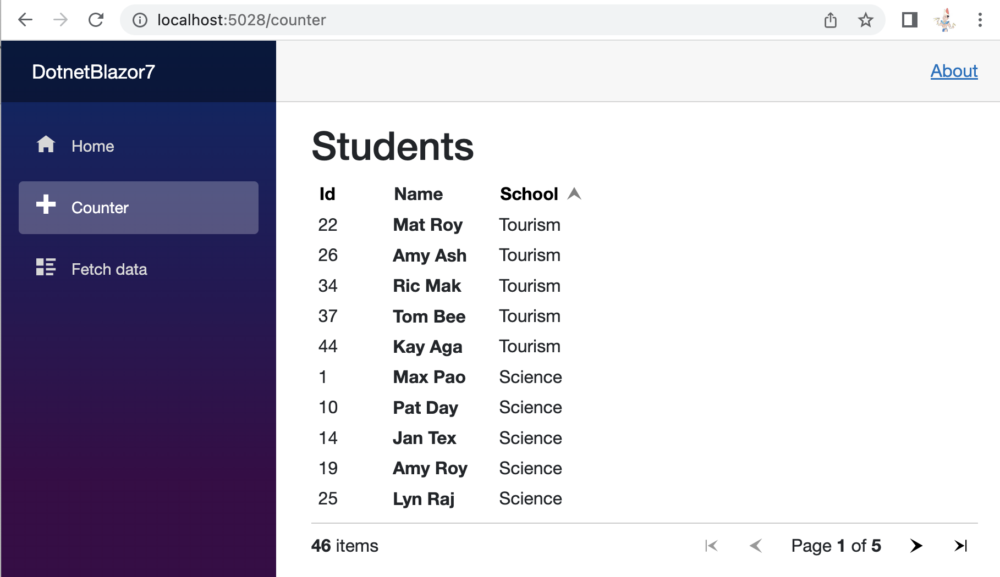 localhost:5028/counter
DotnetBlazor7
About
Home
Counter
Fetch data
Students
Id Name School
22 Mat Roy Tourism
26 Amy Ash Tourism
34 Ric Mak Tourism
37 Tom Bee Tourism
44 Kay Aga Tourism
1 Max Pao Science
10 Pat Day Science
14 Jan Tex Science
19 Amy Roy Science
25 Lyn Raj Science
46 items Page 1 of 5